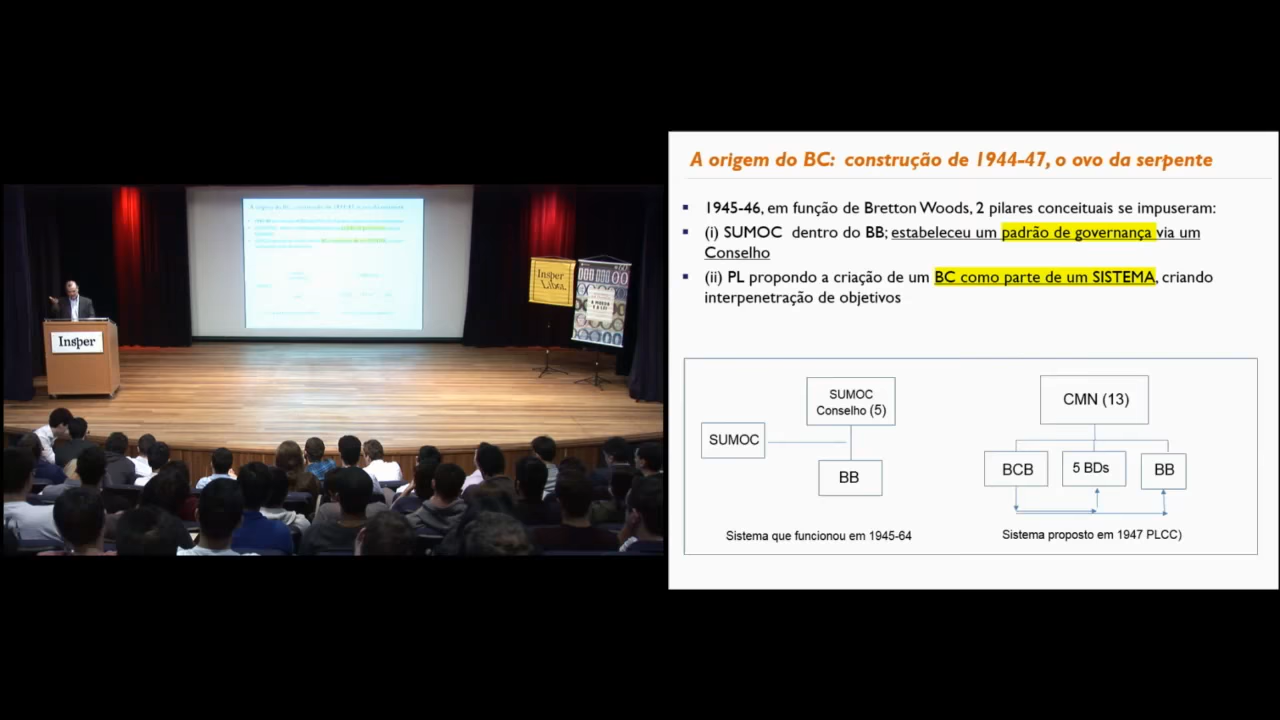 A origem do BC: construção de 1944-47, o ovo da serpente
1945-46, em função de Bretton Woods, 2 pilares conceituais se impuseram:
(i) SUMOC dentro do BB; estabeleceu um padrão de governança via um
Conselho
(ii) PL propondo a criação de um BC como parte de um SISTEMA, criando
interpenetração de objetivos
SUMOC
Conselho (5)
SUMOC
BB
Sistema que funcionou em 1945-64
CMN (13)
BCB
5 BDs
BB
Sistema proposto em 1947 PLCC)
Insper
Insper